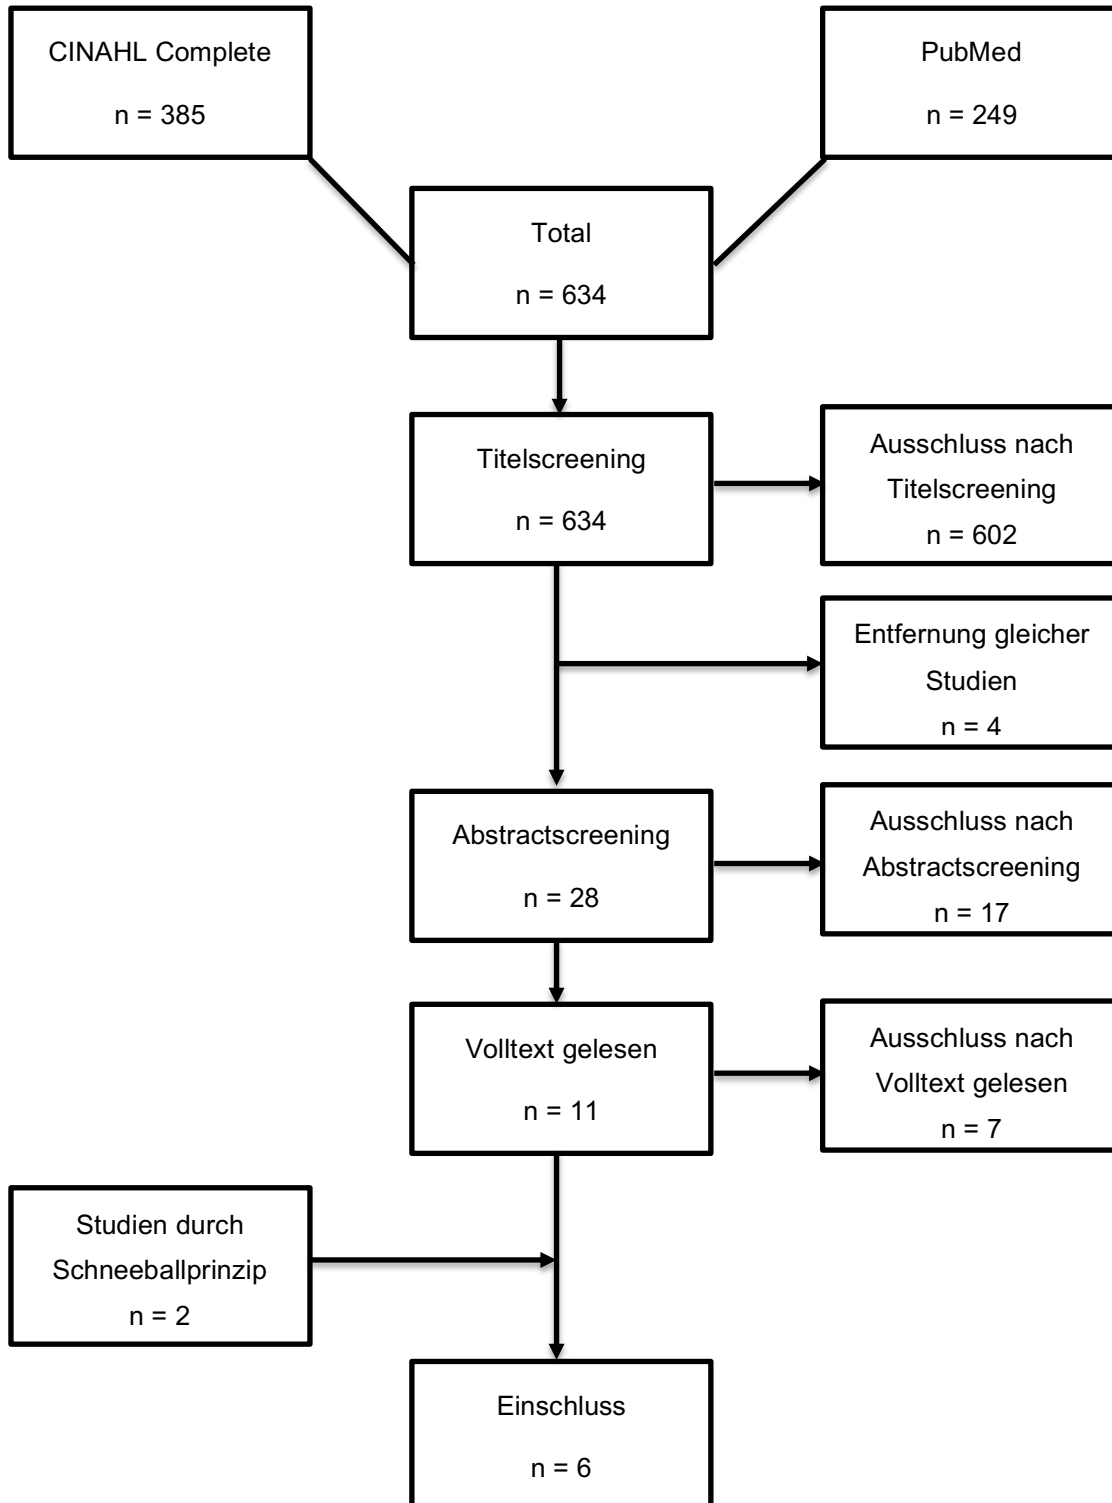 CINAHL Complete
n = 385
PubMed
n = 249
Total
n = 634
Titelscreening
n = 634
Ausschluss nach
Titelscreening
n = 602
Entfernung gleicher
Studien
n = 4
Abstractscreening
n = 28
Ausschluss nach
Abstractscreening
n = 17
Volltext gelesen
n = 11
Ausschluss nach
Volltext gelesen
n = 7
Studien durch
Schneeballprinzip
n = 2
Einschluss
n = 6